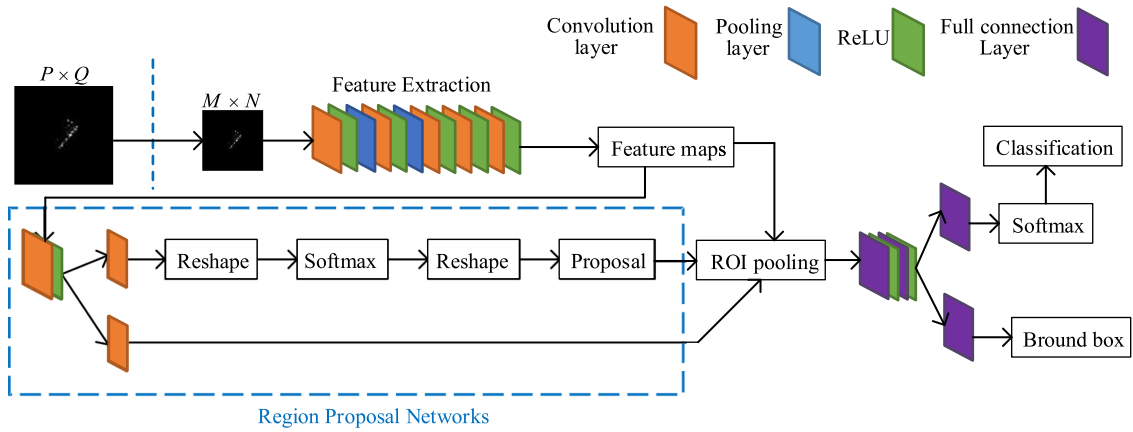 Convolution
layer
Pooling
layer
ReLU
Full connection
Layer
P × Q
M × N
Feature Extraction
Feature maps
Classification
Softmax
Reshape
Softmax
Reshape
Proposal
ROI pooling
Bround box
Region Proposal Networks